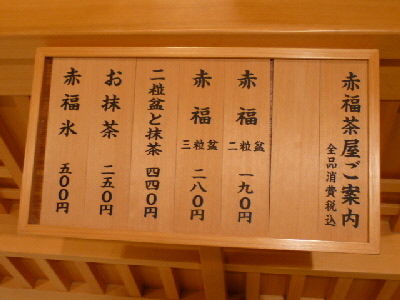 赤福茶屋ご案内
全品消費税込
赤福 二粒盆 一九〇円
赤福 三粒盆 二八〇円
二粒盆と抹茶 四四〇円
お抹茶 二五〇円
赤福氷 五〇〇円